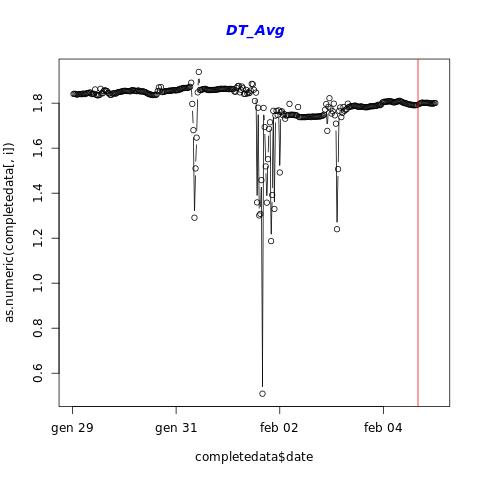 DT_Avg
as.numeric(completedata[, i])
1.8
1.6
1.4
1.2
1.0
0.8
0.6
gen 29 gen 31 feb 02 feb 04
completedata$date